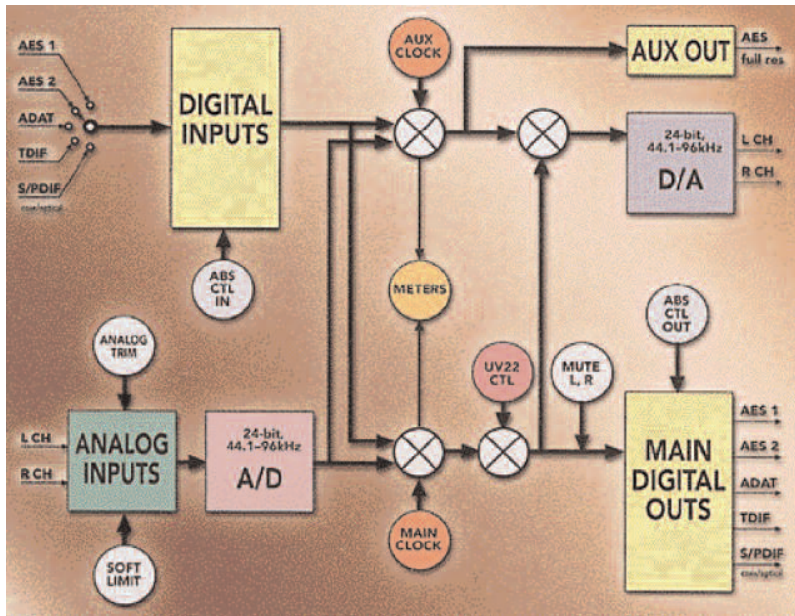 AES 1
AES 2
ADAT
TDIF
S/PDIF
coax/optical
DIGITAL
INPUTS
ABS
CTL
IN
AUX
CLOCK
AUX OUT
AES
full res
24-bit,
44.1–96kHz
D/A
L CH
R CH
METERS
ANALOG
TRIM
L CH
R CH
ANALOG
INPUTS
SOFT
LIMIT
24-bit,
44.1–96kHz
A/D
MAIN
CLOCK
UV22
CTL
MUTE
L, R
ABS
CTL
OUT
MAIN
DIGITAL
OUTS
AES 1
AES 2
ADAT
TDIF
S/PDIF
coax/optical